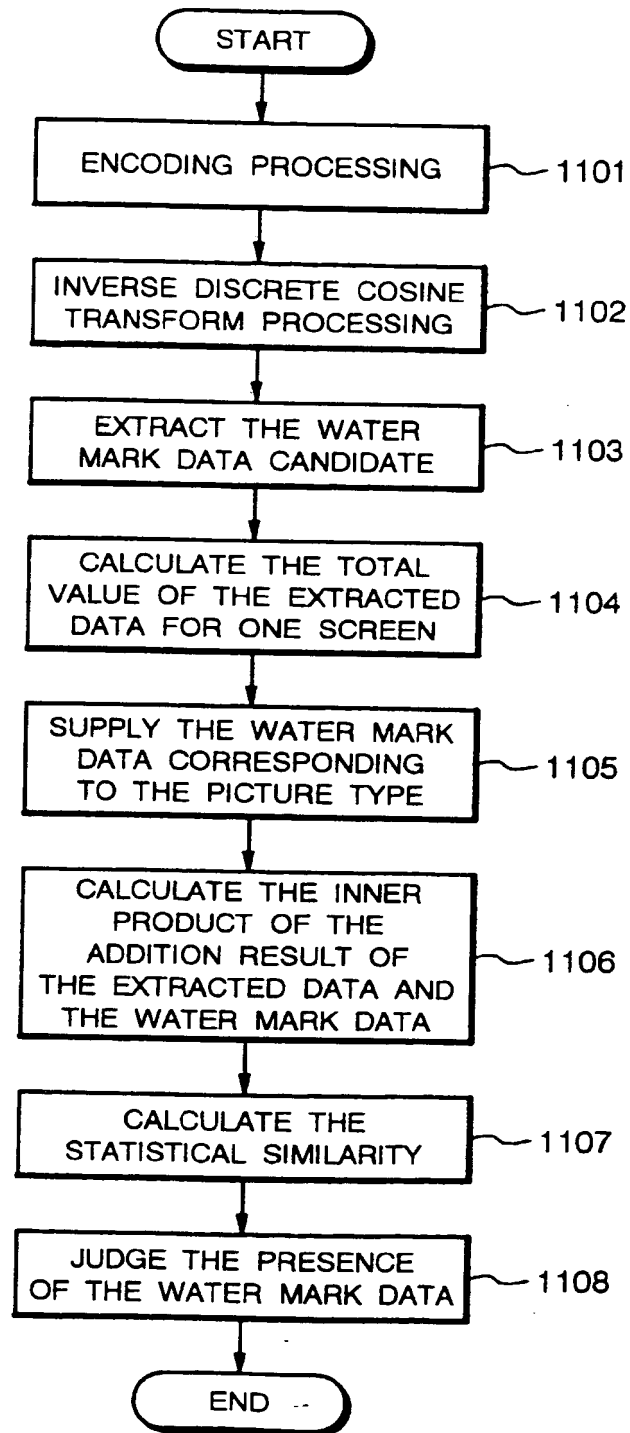 START
ENCODING PROCESSING
1101
INVERSE DISCRETE COSINE
TRANSFORM PROCESSING
1102
EXTRACT THE WATER
MARK DATA CANDIDATE
1103
CALCULATE THE TOTAL
VALUE OF THE EXTRACTED
DATA FOR ONE SCREEN
1104
SUPPLY THE WATER MARK
DATA CORRESPONDING
TO THE PICTURE TYPE
1105
CALCULATE THE INNER
PRODUCT OF THE
ADDITION RESULT OF
THE EXTRACTED DATA AND
THE WATER MARK DATA
1106
CALCULATE THE
STATISTICAL SIMILARITY
1107
JUDGE THE PRESENCE
OF THE WATER MARK DATA
1108
END